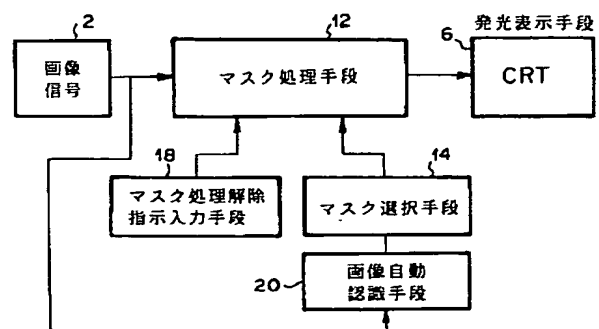 2
画像
信号
12
マスク処理手段
発光表示手段
6
CRT
18
マスク処理解除
指示入力手段
14
マスク選択手段
20
画像自動
認識手段